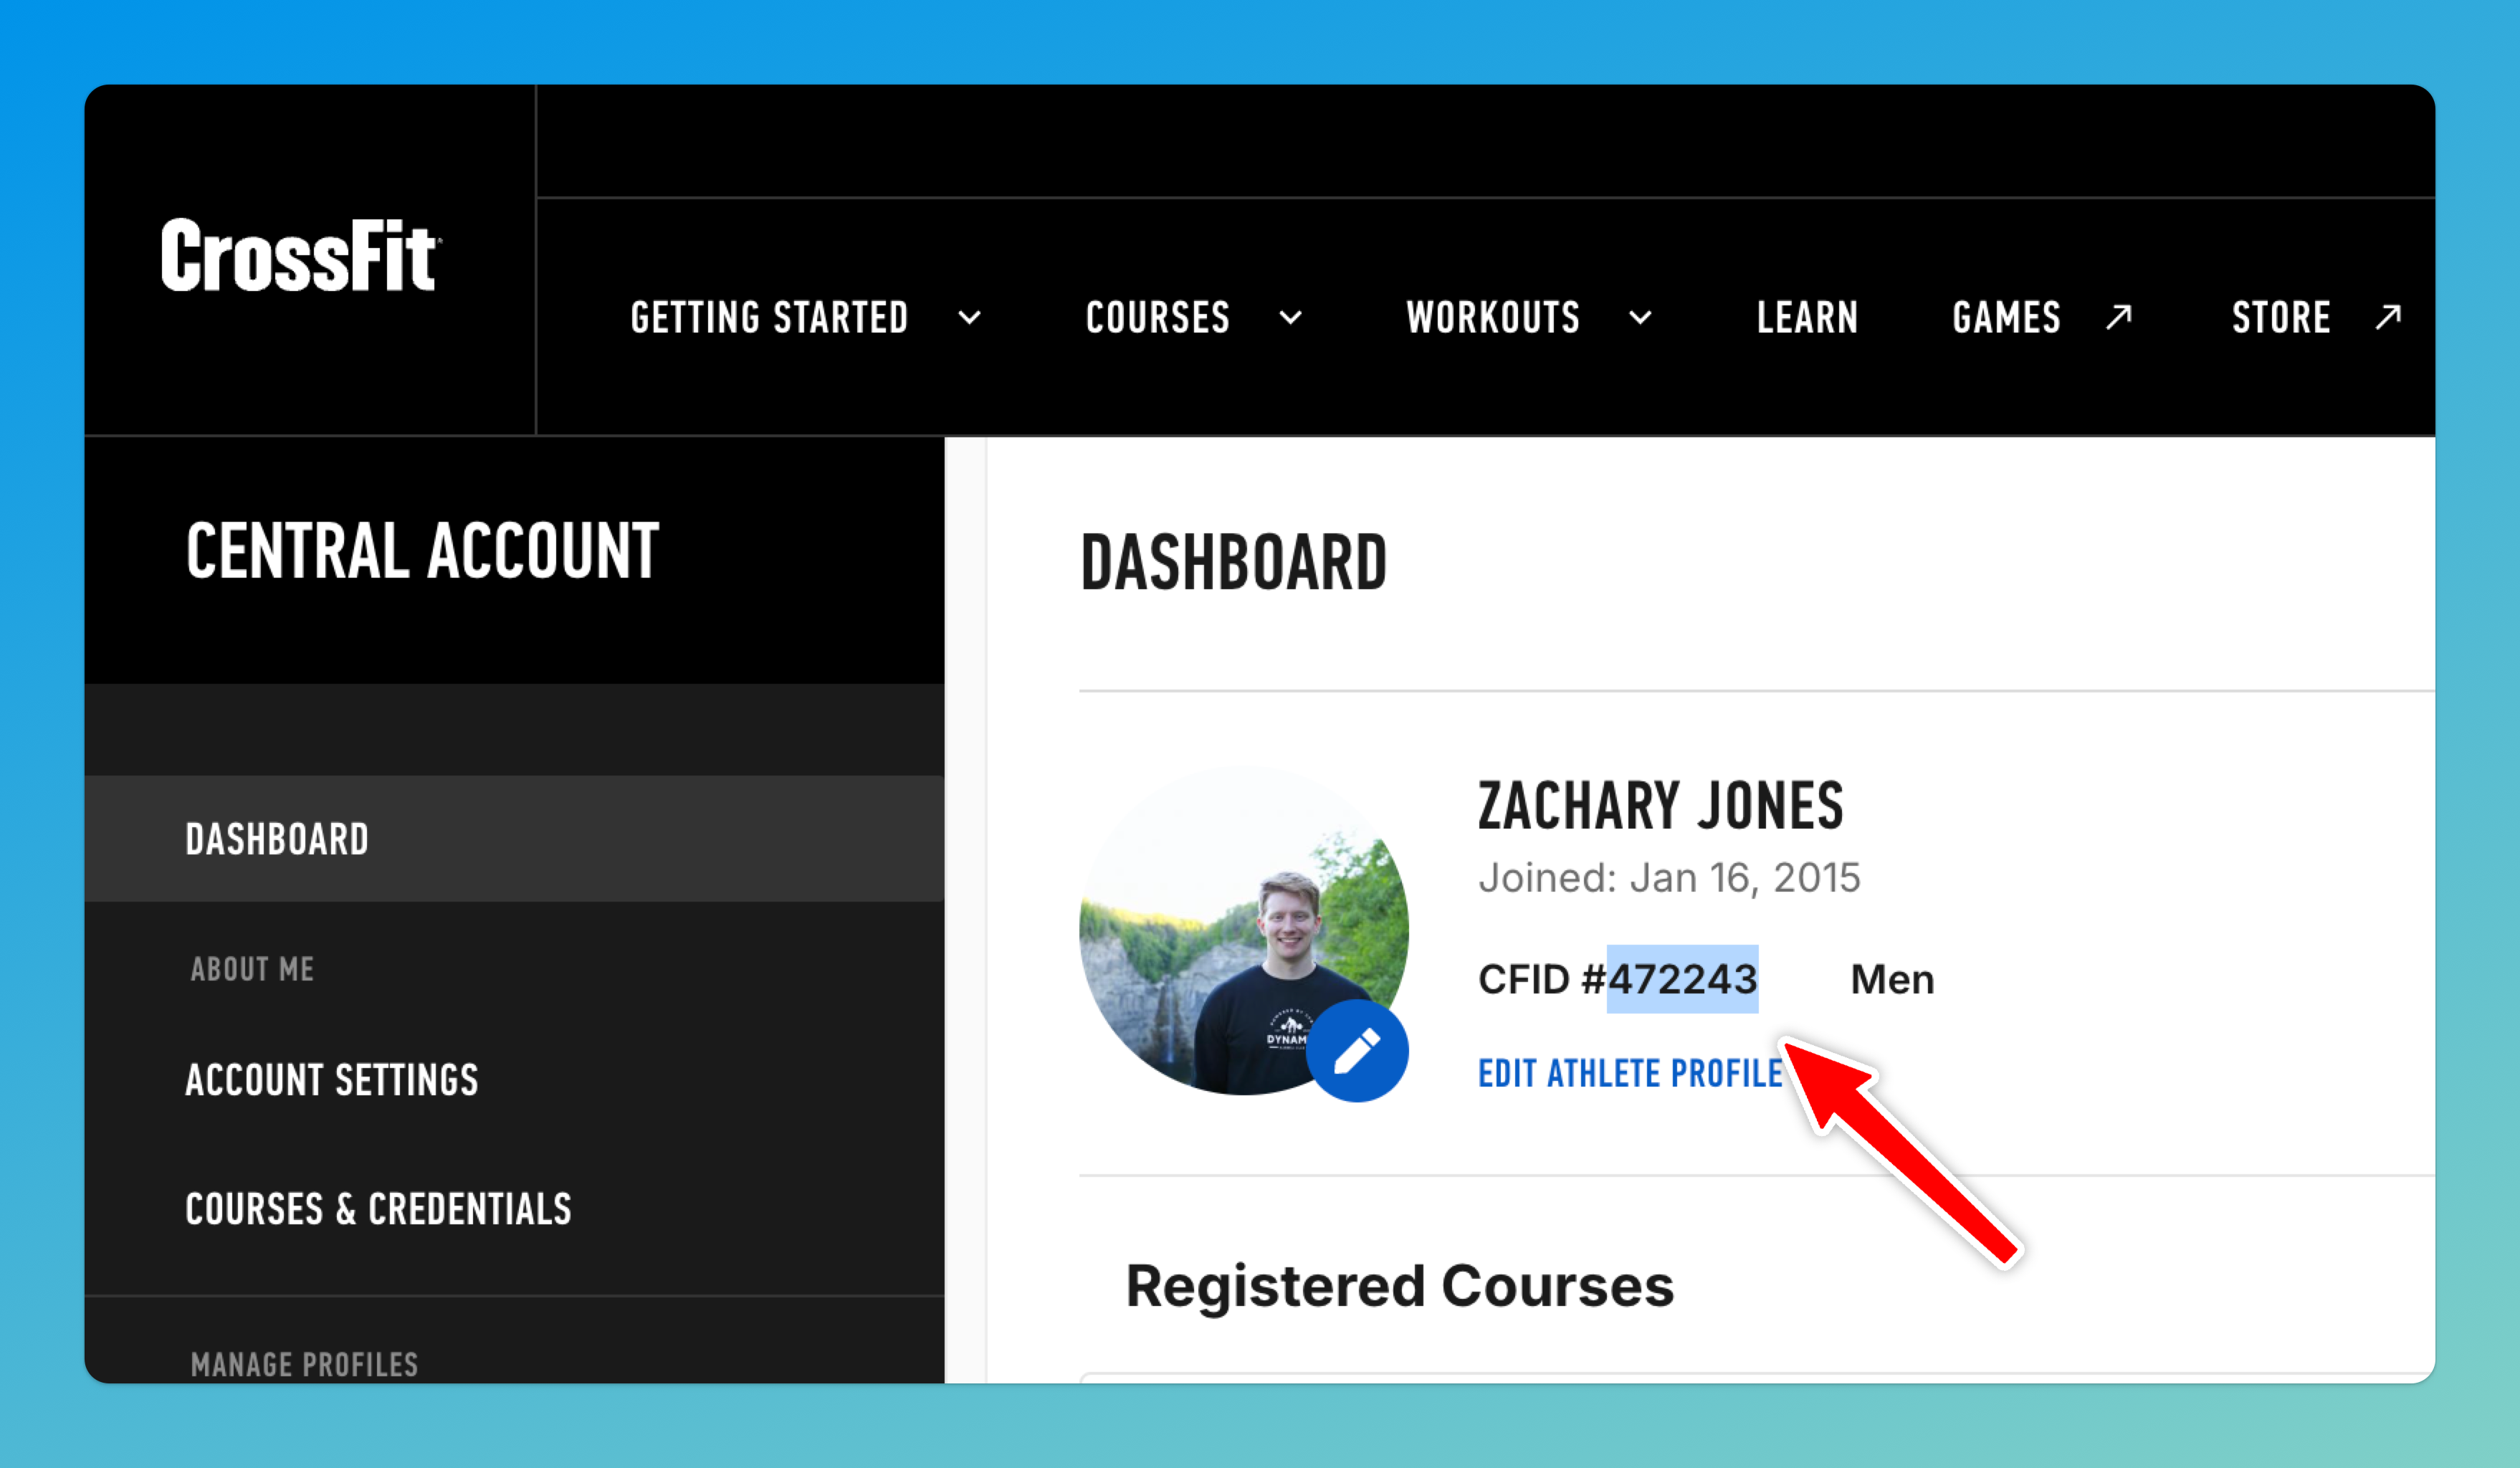 CrossFit
GETTING STARTED
COURSES
WORKOUTS
LEARN
GAMES
STORE
CENTRAL ACCOUNT
DASHBOARD
ABOUT ME
ACCOUNT SETTINGS
COURSES & CREDENTIALS
MANAGE PROFILES
DASHBOARD
ZACHARY JONES
Joined: Jan 16, 2015
CFID #472243
Men
EDIT ATHLETE PROFILE
DYNAM
Registered Courses